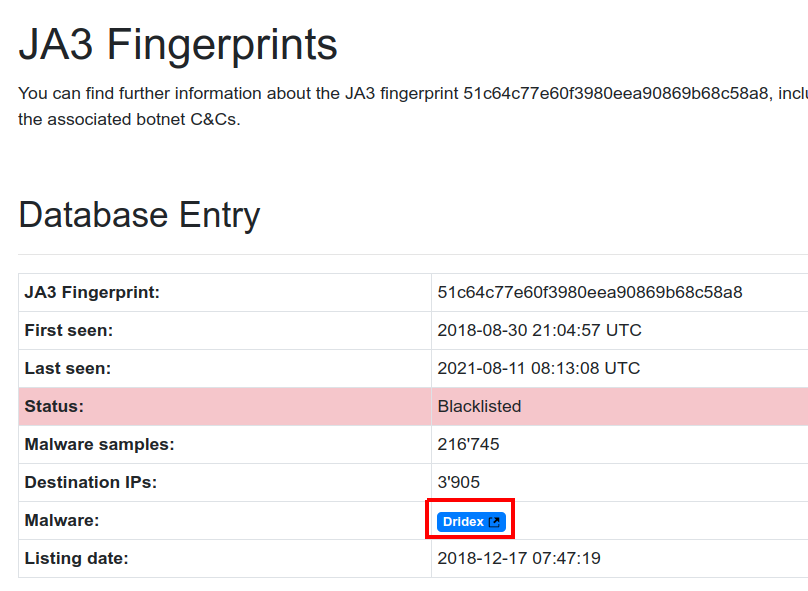 JA3 Fingerprints
You can find further information about the JA3 fingerprint 51c64c77e60f3980eea90869b68c58a8, inclu
the associated botnet C&Cs.
Database Entry
JA3 Fingerprint: 51c64c77e60f3980eea90869b68c58a8
First seen: 2018-08-30 21:04:57 UTC
Last seen: 2021-08-11 08:13:08 UTC
Status: Blacklisted
Malware samples: 216'745
Destination IPs: 3'905
Malware: Dridex
Listing date: 2018-12-17 07:47:19